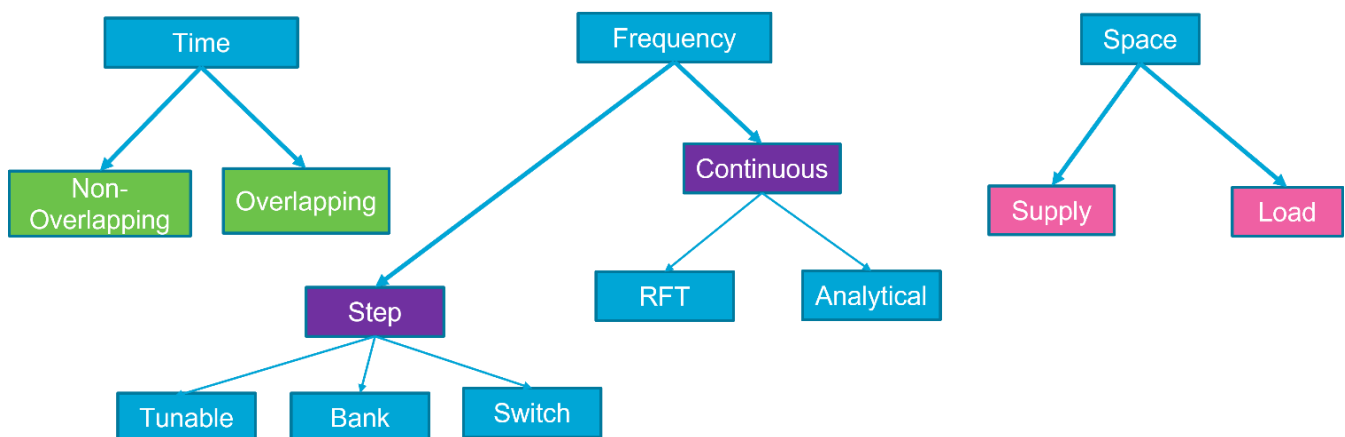 Time
Frequency
Space
Non-
Overlapping
Overlapping
Continuous
Supply
Load
RFT
Analytical
Step
Tunable
Bank
Switch